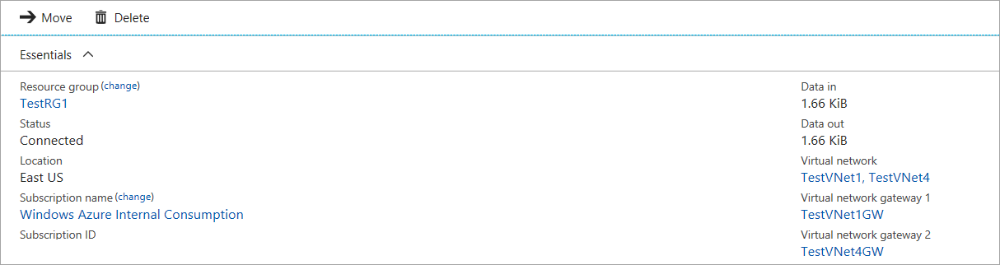 Move Delete
Essentials
Resource group (change)
TestRG1
Status
Connected
Location
East US
Subscription name (change)
Windows Azure Internal Consumption
Subscription ID
Data in
1.66 KiB
Data out
1.66 KiB
Virtual network
TestVNet1, TestVNet4
Virtual network gateway 1
TestVNet1GW
Virtual network gateway 2
TestVNet4GW